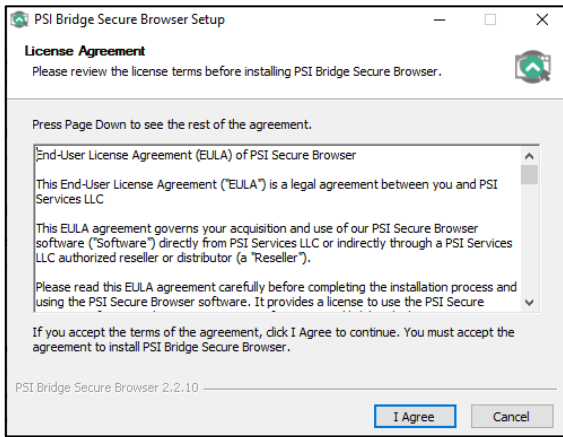 PSI Bridge Secure Browser Setup
License Agreement
Please review the license terms before installing PSI Bridge Secure Browser.
Press Page Down to see the rest of the agreement.
End-User License Agreement (EULA) of PSI Secure Browser
This End-User License Agreement ("EULA") is a legal agreement between you and PSI
Services LLC
This EULA agreement governs your acquisition and use of our PSI Secure Browser
software ("Software") directly from PSI Services LLC or indirectly through a PSI Services
LLC authorized reseller or distributor (a "Reseller").
Please read this EULA agreement carefully before completing the installation process and
using the PSI Secure Browser software. It provides a license to use the PSI Secure
If you accept the terms of the agreement, click I Agree to continue. You must accept the
agreement to install PSI Bridge Secure Browser.
PSI Bridge Secure Browser 2.2.10
I Agree
Cancel